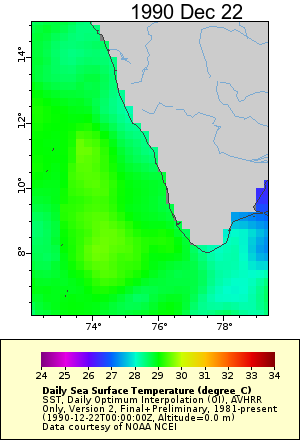 1990 Dec 22
14°
12°
10°
8°
74° 76° 78°
24 25 26 27 28 29 30 31 32 33 34
Daily Sea Surface Temperature (degree_C)
SST, Daily Optimum Interpolation (OI), AVHRR
Only, Version 2, Final+Preliminary, 1981-present
(1990-12-22T00:00:00Z, Altitude=0.0 m)
Data courtesy of NOAA NCEI